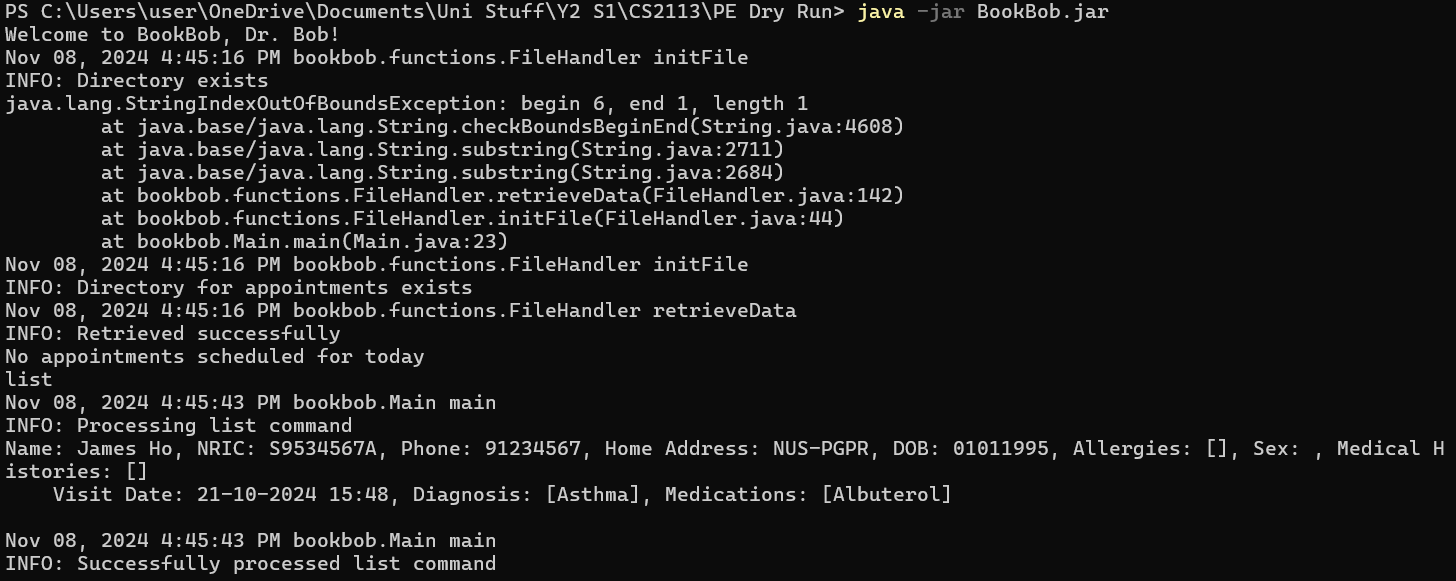 PS C:\Users\user\OneDrive\Documents\Uni Stuff\Y2 S1\CS2113\PE Dry Run> java -jar BookBob.jar
Welcome to BookBob, Dr. Bob!
Nov 08, 2024 4:45:16 PM bookbob.functions.FileHandler initFile
INFO: Directory exists
java.lang.StringIndexOutOfBoundsException: begin 6, end 1, length 1
        at java.base/java.lang.String.checkBoundsBeginEnd(String.java:4608)
        at java.base/java.lang.String.substring(String.java:2711)
        at java.base/java.lang.String.substring(String.java:2684)
        at bookbob.functions.FileHandler.retrieveData(FileHandler.java:142)
        at bookbob.functions.FileHandler.initFile(FileHandler.java:44)
        at bookbob.Main.main(Main.java:23)
Nov 08, 2024 4:45:16 PM bookbob.functions.FileHandler initFile
INFO: Directory for appointments exists
Nov 08, 2024 4:45:16 PM bookbob.functions.FileHandler retrieveData
INFO: Retrieved successfully
No appointments scheduled for today
list
Nov 08, 2024 4:45:43 PM bookbob.Main main
INFO: Processing list command
Name: James Ho, NRIC: S9534567A, Phone: 91234567, Home Address: NUS-PGPR, DOB: 01011995, Allergies: [], Sex: , Medical H
istories: []
    Visit Date: 21-10-2024 15:48, Diagnosis: [Asthma], Medications: [Albuterol]

Nov 08, 2024 4:45:43 PM bookbob.Main main
INFO: Successfully processed list command